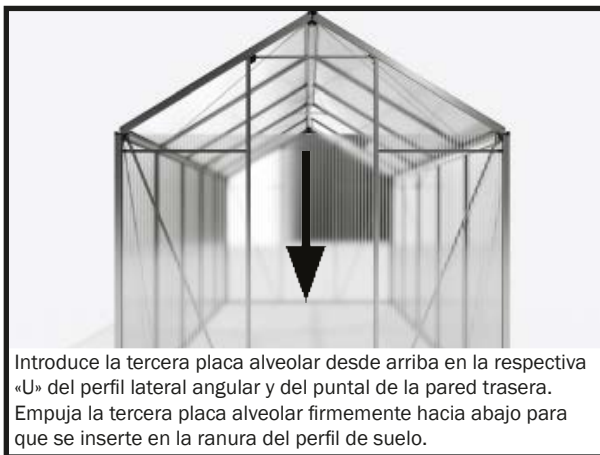 Introduce la tercera placa alveolar desde arriba en la respectiva
«U» del perfil lateral angular y del puntal de la pared trasera.
Empuja la tercera placa alveolar firmemente hacia abajo para
que se inserte en la ranura del perfil de suelo.